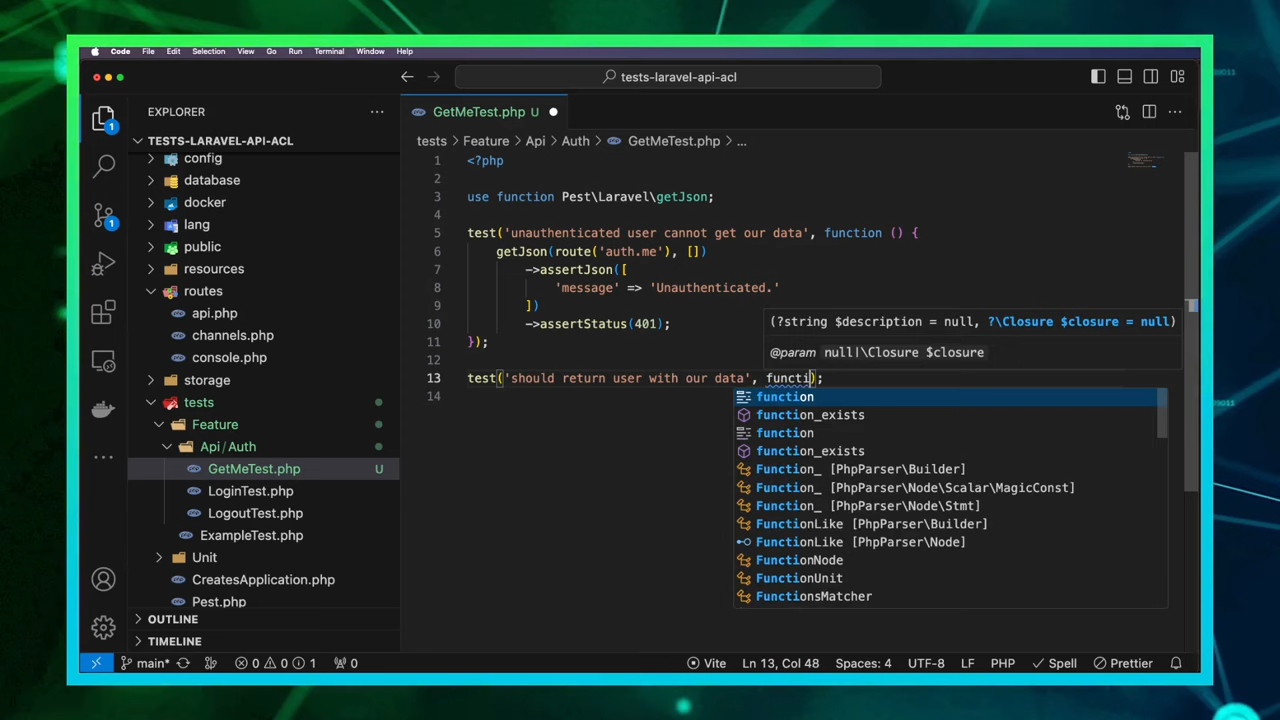 Code File Edit Selection View Go Run Terminal Window Help
tests-laravel-api-acl
EXPLORER
TESTS-LARAVEL-API-ACL
config
database
docker
lang
public
resources
routes
api.php
channels.php
console.php
storage
tests
Feature
Api/Auth
GetMeTest.php U
LoginTest.php
LogoutTest.php
ExampleTest.php
Unit
CreatesApplication.php
Pest.php
OUTLINE
TIMELINE
1
1
GetMeTest.php U
tests > Feature > Api > Auth > GetMeTest.php > ...
1 <?php
2
3 use function Pest\Laravel\getJson;
4
5 test('unauthenticated user cannot get our data', function () {
6 getJson(route('auth.me'), [])
7 ->assertJson([
8 'message' => 'Unauthenticated.'
9 ])
10 ->assertStatus(401);
11 });
12
13 test('should return user with our data', functi);
14
(?string $description = null, ?\Closure $closure = null)
@param null|\Closure $closure
function
function_exists
function
function_exists
Function_ [PhpParser\Builder]
Function_ [PhpParser\Node\Scalar\MagicConst]
Function_ [PhpParser\Node\Stmt]
FunctionLike [PhpParser\Builder]
FunctionLike [PhpParser\Node]
FunctionNode
FunctionUnit
FunctionsMatcher
main* 0 0 1 0 Vite Ln 13, Col 48 Spaces: 4 UTF-8 LF PHP Spell Prettier